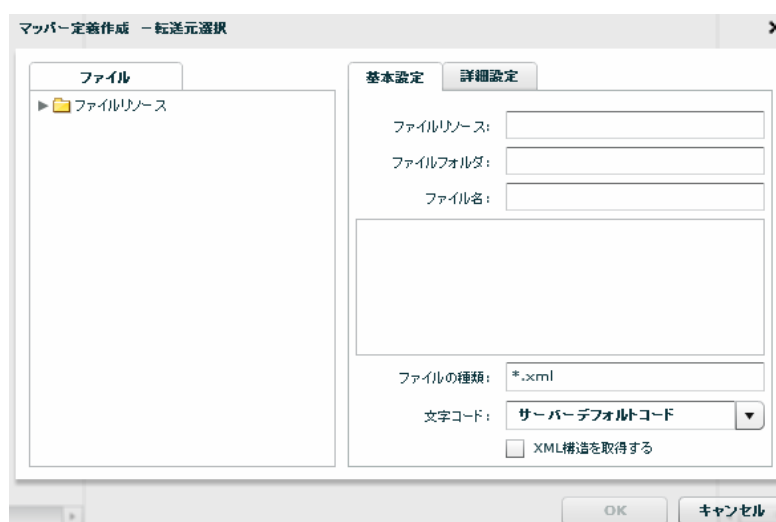 マッパー定義作成 －転送元選択
ファイル
ファイルリソース
基本設定
詳細設定
ファイルリソース:
ファイルフォルダ:
ファイル名:
ファイルの種類: *.xml
文字コード: サーバーデフォルトコード
XML構造を取得する
OK
キャンセル